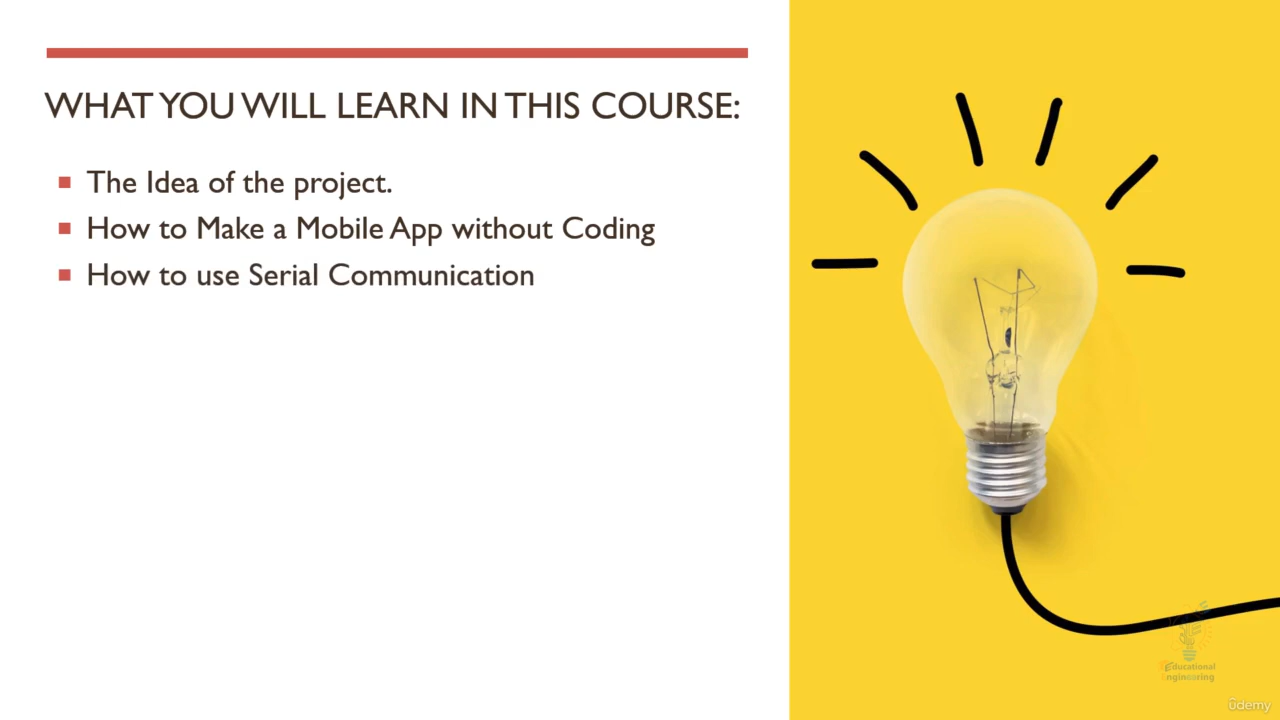 WHAT YOU WILL LEARN IN THIS COURSE:
The Idea of the project.
How to Make a Mobile App without Coding
How to use Serial Communication
Educational
Engineering
ûdemy